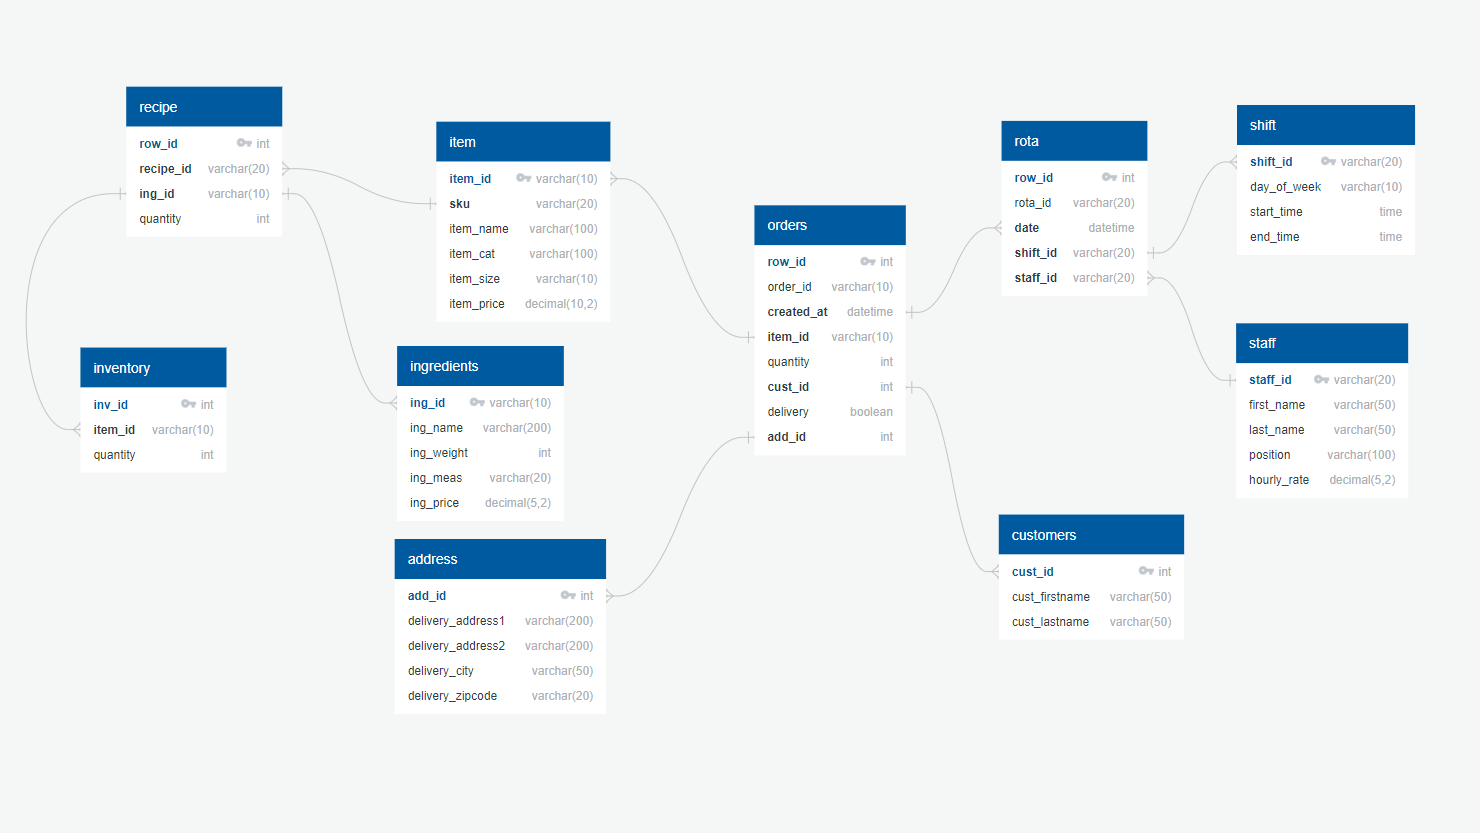 recipe
row_id int
recipe_id varchar(20)
ing_id varchar(10)
quantity int
item
item_id varchar(10)
sku varchar(20)
item_name varchar(100)
item_cat varchar(100)
item_size varchar(10)
item_price decimal(10,2)
orders
row_id int
order_id varchar(10)
created_at datetime
item_id varchar(10)
quantity int
cust_id int
delivery boolean
add_id int
rota
row_id int
rota_id varchar(20)
date datetime
shift_id varchar(20)
staff_id varchar(20)
shift
shift_id varchar(20)
day_of_week varchar(10)
start_time time
end_time time
inventory
inv_id int
item_id varchar(10)
quantity int
ingredients
ing_id varchar(10)
ing_name varchar(200)
ing_weight int
ing_meas varchar(20)
ing_price decimal(5,2)
staff
staff_id varchar(20)
first_name varchar(50)
last_name varchar(50)
position varchar(100)
hourly_rate decimal(5,2)
address
add_id int
delivery_address1 varchar(200)
delivery_address2 varchar(200)
delivery_city varchar(50)
delivery_zipcode varchar(20)
customers
cust_id int
cust_firstname varchar(50)
cust_lastname varchar(50)